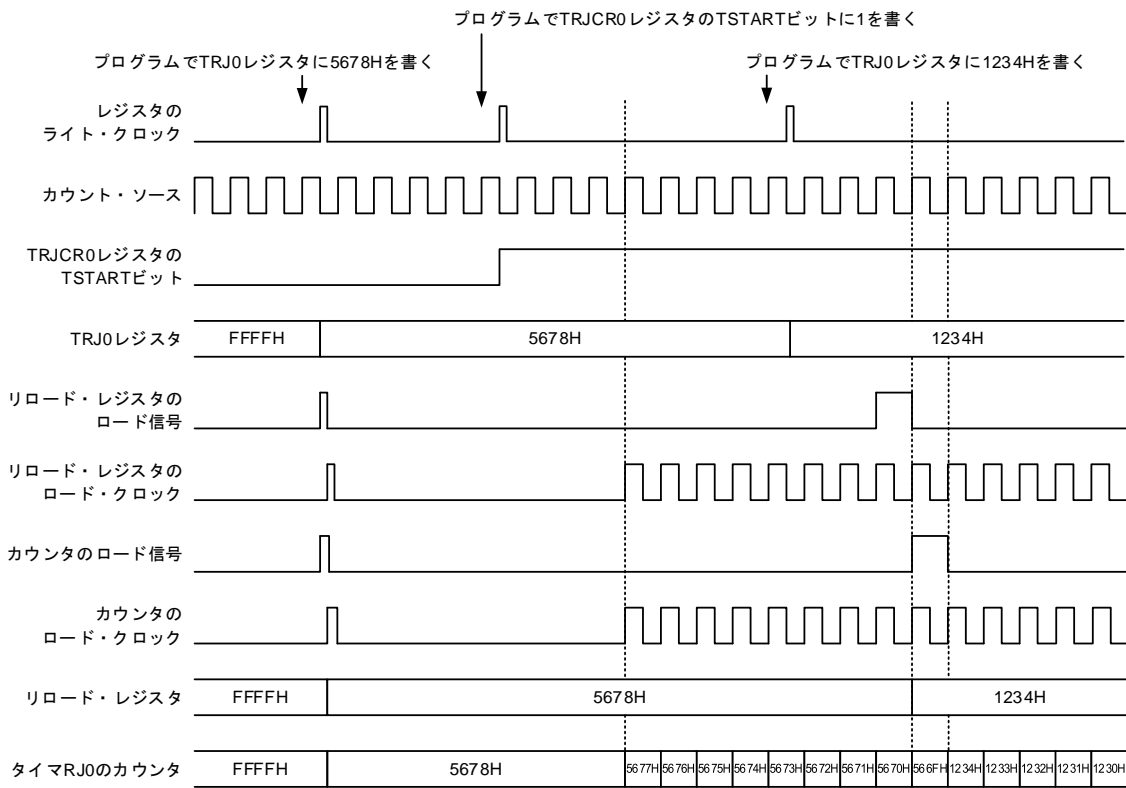 プログラムでTRJCR0レジスタのTSTARTビットに1を書く
プログラムでTRJ0レジスタに5678Hを書く
プログラムでTRJ0レジスタに1234Hを書く
レジスタの
ライト・クロック
カウント・ソース
TRJCR0レジスタの
TSTARTビット
TRJ0レジスタ FFFFH 5678H 1234H
リロード・レジスタの
ロード信号
リロード・レジスタの
ロード・クロック
カウンタのロード信号
カウンタの
ロード・クロック
リロード・レジスタ FFFFH 5678H 1234H
タイマRJ0のカウンタ FFFFH 5678H 5677H 5676H 5675H 5674H 5673H 5672H 5671H 5670H 566FH 1234H 1233H 1232H 1231H 1230H